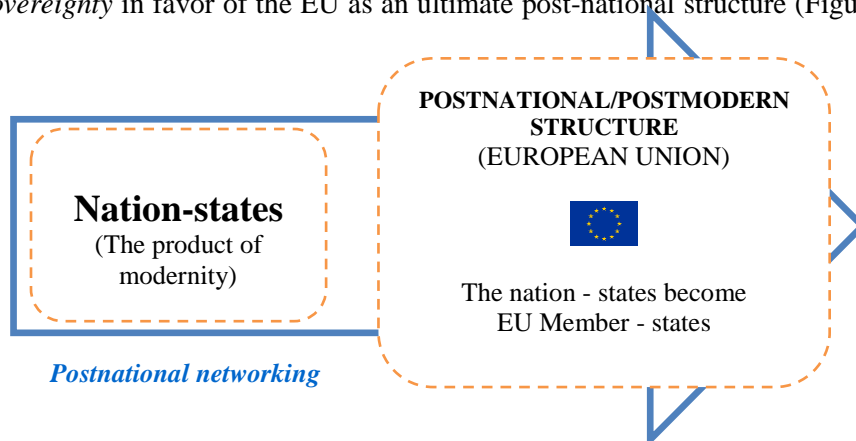 overeignty in favor of the EU as an ultimate post-national structure (Figu
POSTNATIONAL/POSTMODERN
STRUCTURE
(EUROPEAN UNION)
Nation-states
(The product of
modernity)
The nation - states become
EU Member - states
Postnational networking